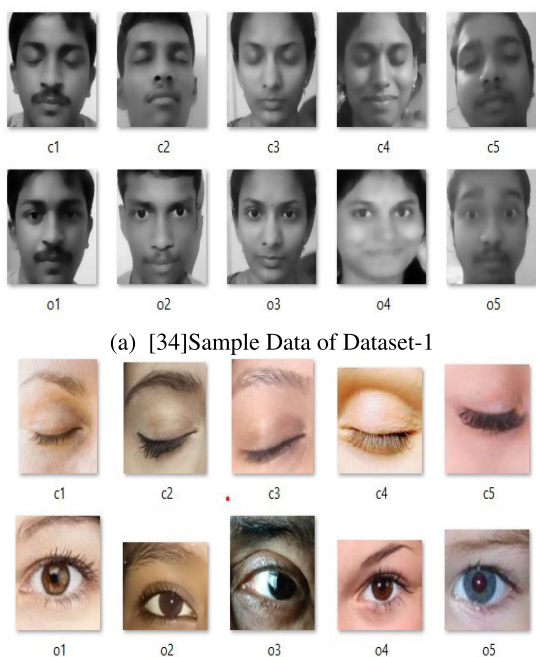 c1 c2 c3 c4 c5
o1 o2 o3 o4 o5
(a) [34]Sample Data of Dataset-1
c1 c2 c3 c4 c5
o1 o2 o3 o4 o5